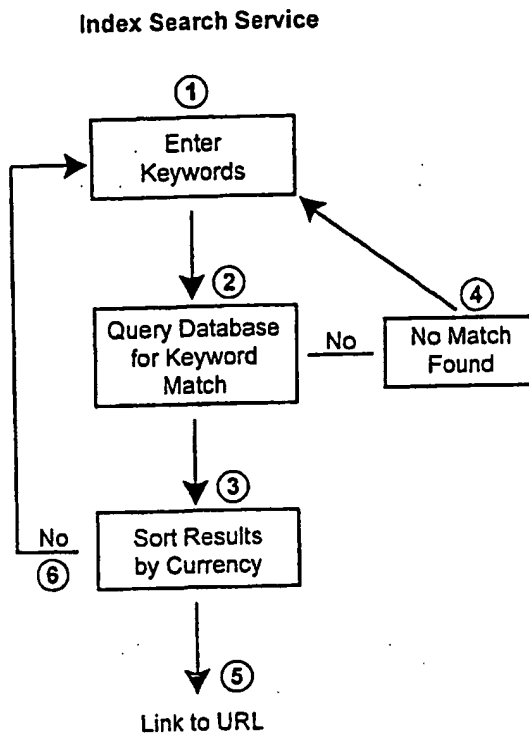 Index Search Service
①
Enter
Keywords
②
Query Database
for Keyword
Match
No
④
No Match
Found
③
Sort Results
by Currency
No
⑥
⑤
Link to URL